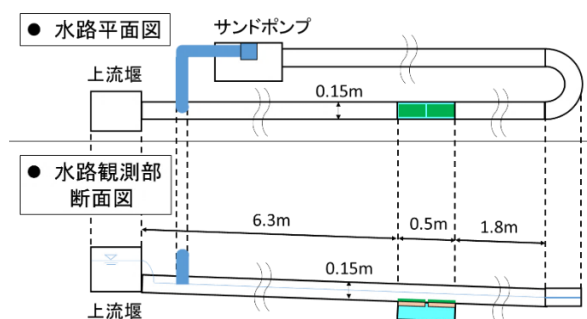 ● 水路平面図
サンドポンプ
上流堰
0.15m
● 水路観測部
断面図
6.3m
0.5m
1.8m
0.15m
上流堰